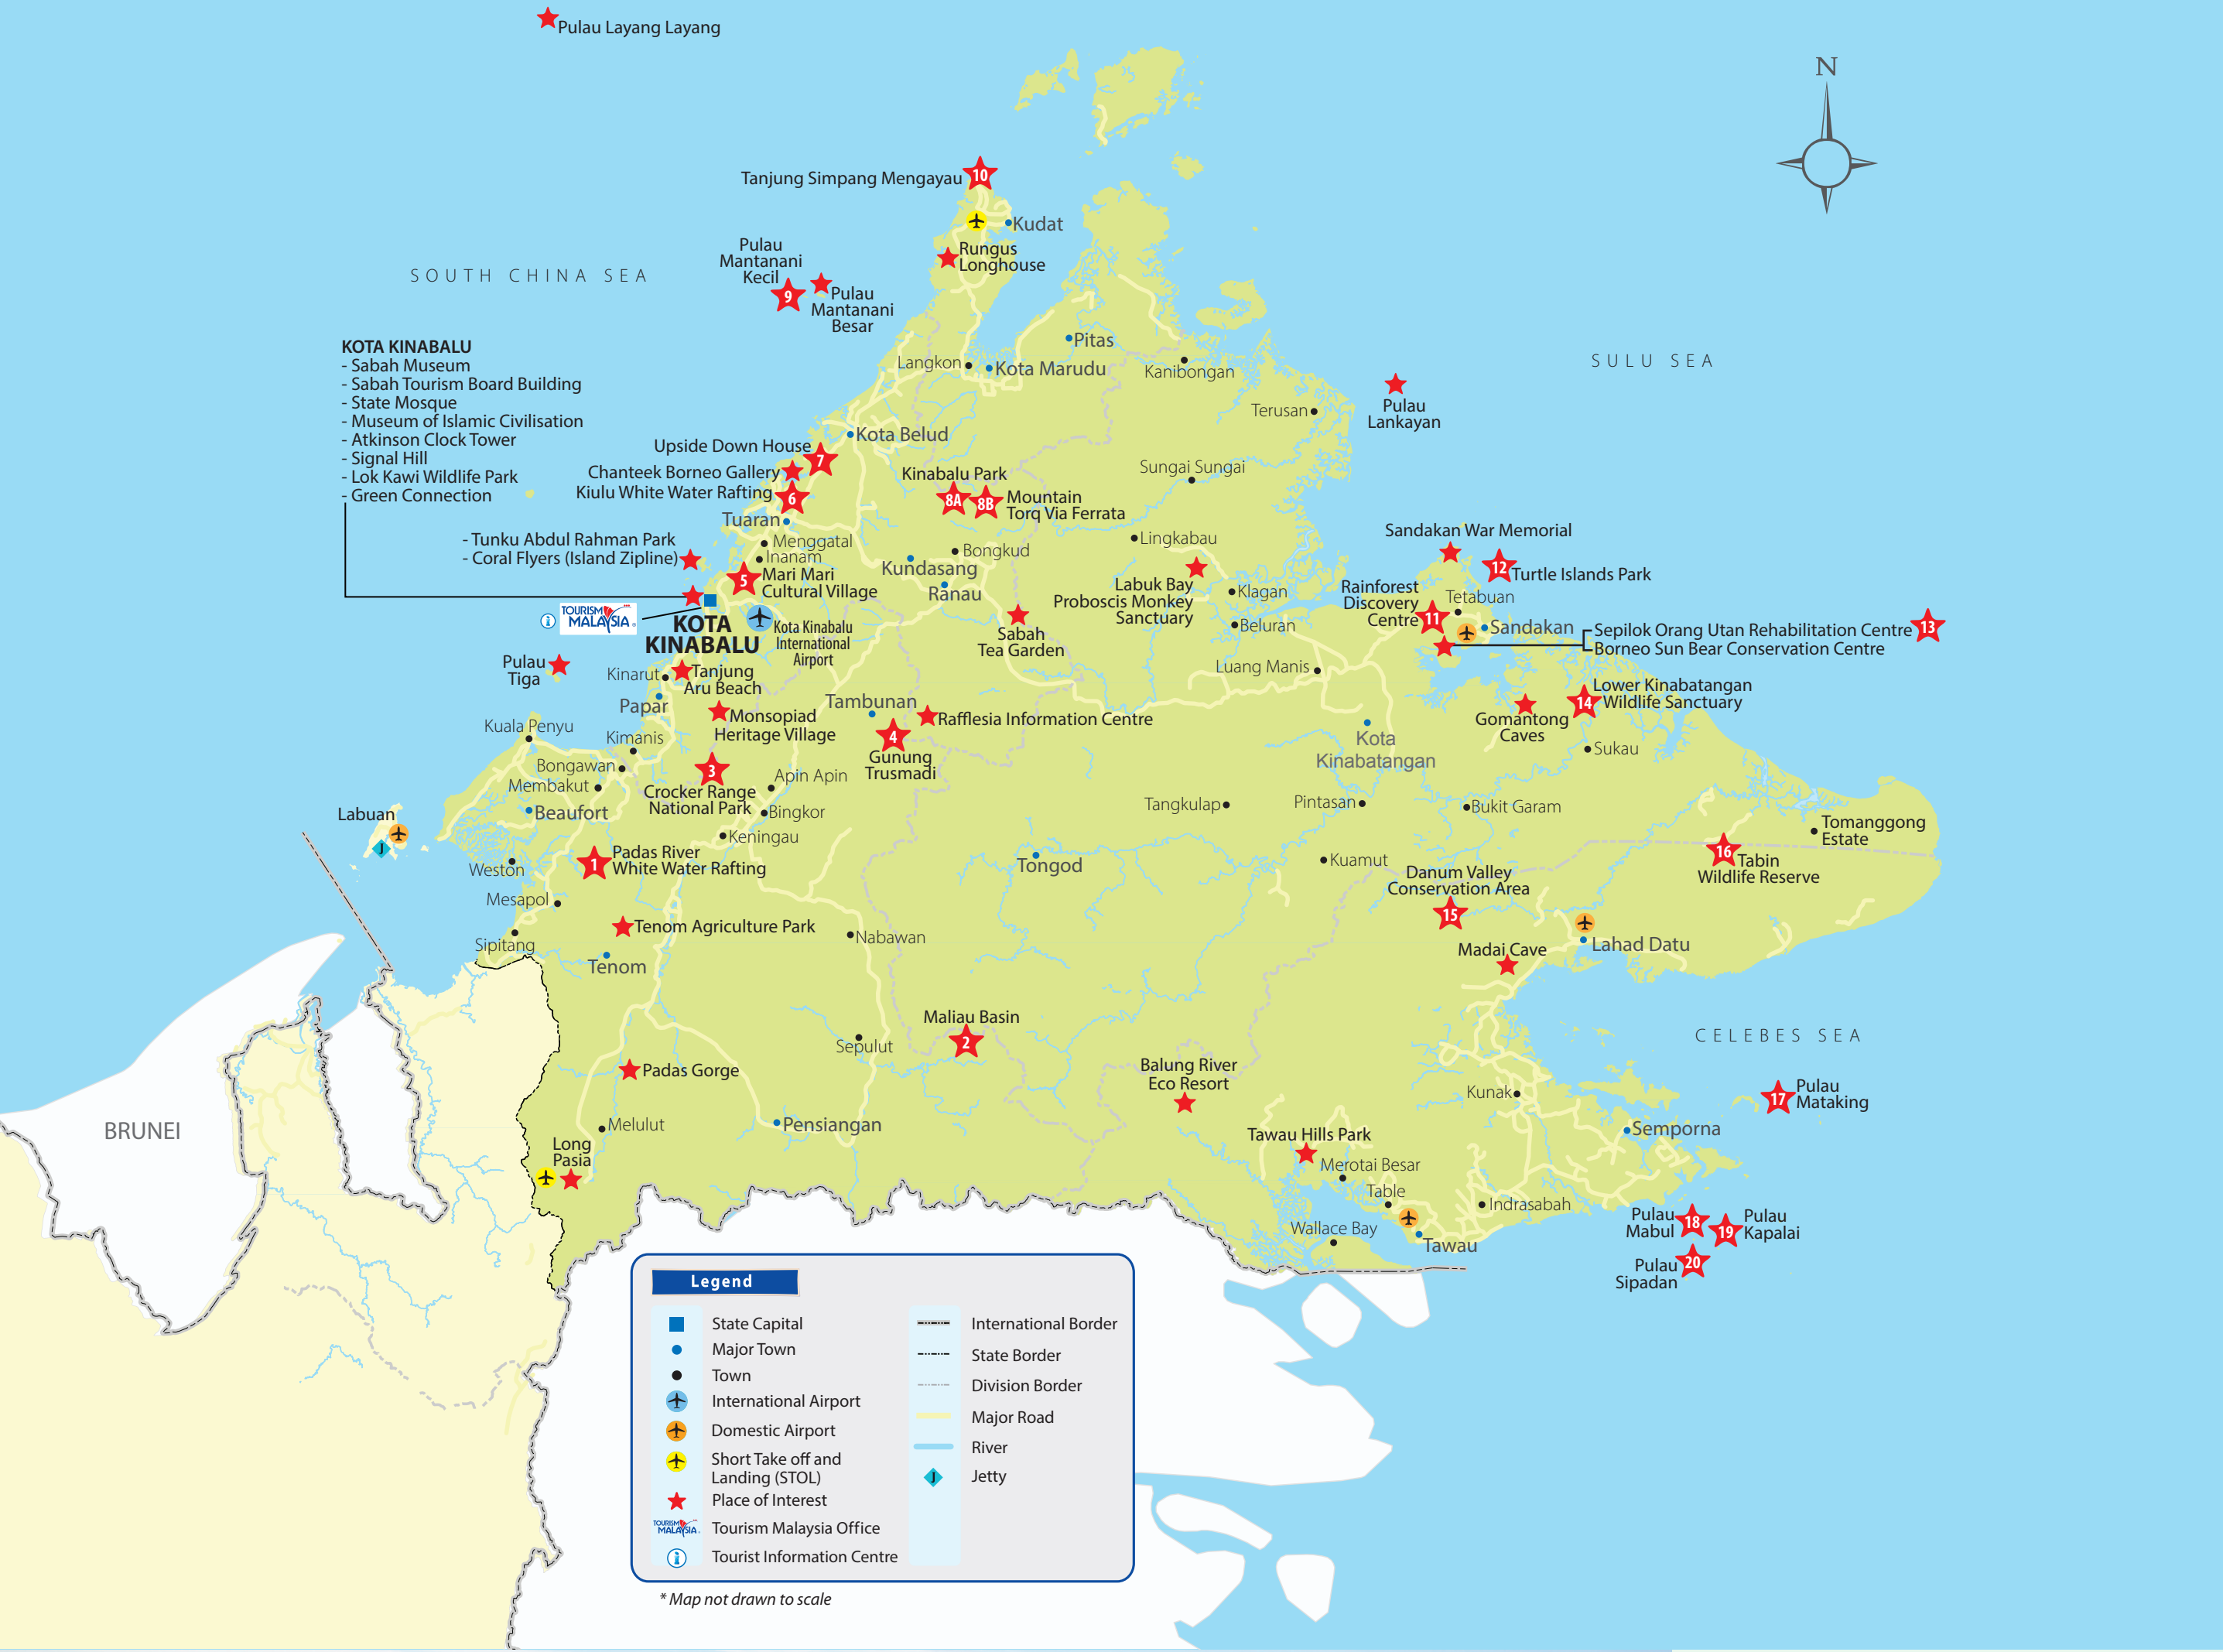 Pulau Layang Layang
N
Tanjung Simpang Mengayau
10
Kudat
Rungus
Longhouse
Pulau
Mantanani
Kecil
9
Pulau
Mantanani
Besar
SOUTH CHINA SEA
SULU SEA
KOTA KINABALU
- Sabah Museum
- Sabah Tourism Board Building
- State Mosque
- Museum of Islamic Civilisation
- Atkinson Clock Tower
- Signal Hill
- Lok Kawi Wildlife Park
- Green Connection
Pitas
Langkon
Kota Marudu
Kanibongan
Terusan
Pulau
Lankayan
Kota Belud
Upside Down House
7
Chanteek Borneo Gallery
Kiulu White Water Rafting
6
Kinabalu Park
8A
8B
Mountain
Torq Via Ferrata
Sungai Sungai
Tuaran
- Tunku Abdul Rahman Park
- Coral Flyers (Island Zipline)
Menggatal
Inanam
Bongkud
Kundasang
Ranau
Lingkabau
Sandakan War Memorial
12
Turtle Islands Park
5
Mari Mari
Cultural Village
Labuk Bay
Proboscis Monkey
Sanctuary
Klagan
Beluran
Rainforest
Discovery
Centre
11
Tetabuan
Sandakan
Sepilok Orang Utan Rehabilitation Centre
13
Borneo Sun Bear Conservation Centre
i
TOURISM
MALAYSIA
KOTA
KINABALU
Kota Kinabalu
International
Airport
Sabah
Tea Garden
Luang Manis
Pulau
Tiga
Kinarut
Tanjung
Aru Beach
Papar
Monsopiad
Heritage Village
Tambunan
Rafflesia Information Centre
4
Gunung
Trusmadi
Kota
Kinabatangan
Gomantong
Caves
14
Lower Kinabatangan
Wildlife Sanctuary
Sukau
Kuala Penyu
Kimanis
Bongawan
Membakut
3
Crocker Range
National Park
Apin Apin
Bingkor
Keningau
Tangkulap
Pintasan
Bukit Garam
Labuan
J
Beaufort
Tomanggong
Estate
Weston
1
Padas River
White Water Rafting
Tongod
Kuamut
Danum Valley
Conservation Area
15
16
Tabin
Wildlife Reserve
Mesapol
Tenom Agriculture Park
Nabawan
Sipitang
Tenom
Madai Cave
Lahad Datu
Maliau Basin
2
Sepulut
CELEBES SEA
Padas Gorge
Balung River
Eco Resort
Kunak
17
Pulau
Mataking
BRUNEI
Melulut
Pensiangan
Semporna
Long
Pasia
Tawau Hills Park
Merotai Besar
Table
Indrasabah
Wallace Bay
Tawau
Pulau
Mabul
18
19
Pulau
Kapalai
Pulau
Sipadan
20
Legend
State Capital
Major Town
Town
International Airport
Domestic Airport
Short Take off and
Landing (STOL)
Place of Interest
TOURISM
MALAYSIA
Tourism Malaysia Office
i
Tourist Information Centre
International Border
State Border
Division Border
Major Road
River
J
Jetty
* Map not drawn to scale